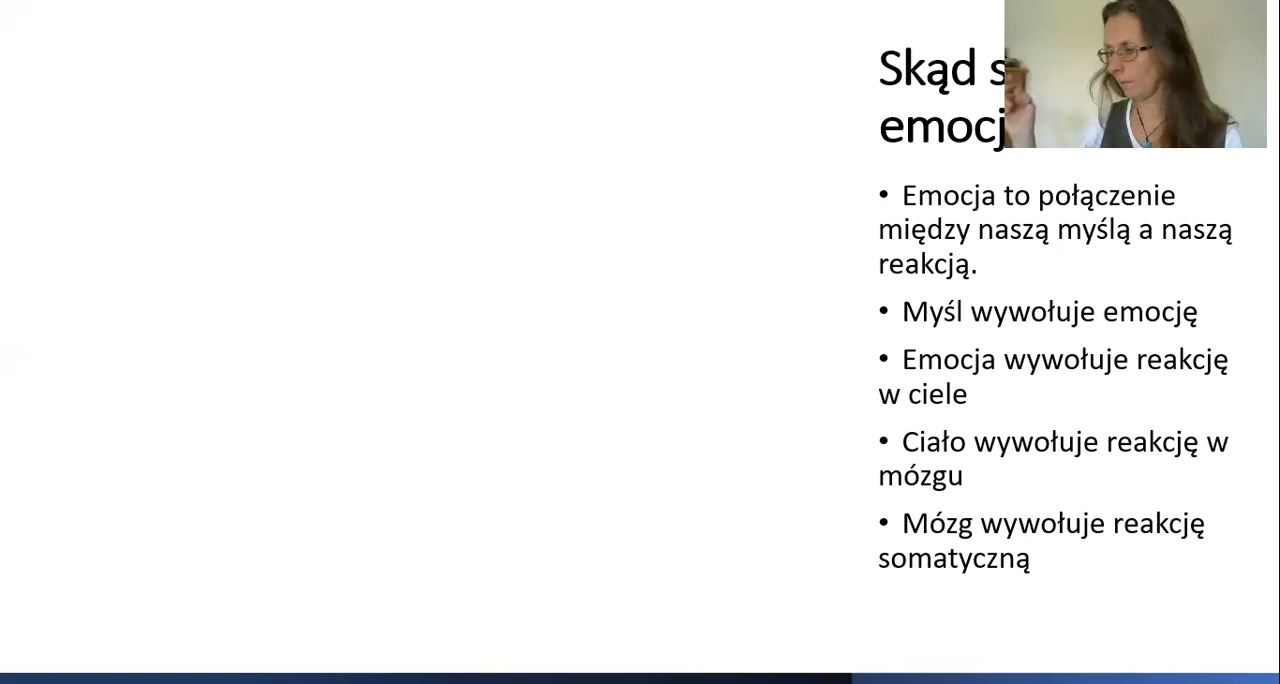 Skąd
emocj
• Emocja to połączenie
między naszą myślą a naszą
reakcją.
• Myśl wywołuje emocję
• Emocja wywołuje reakcję
w ciele
• Ciało wywołuje reakcję w
mózgu
• Mózg wywołuje reakcję
somatyczną